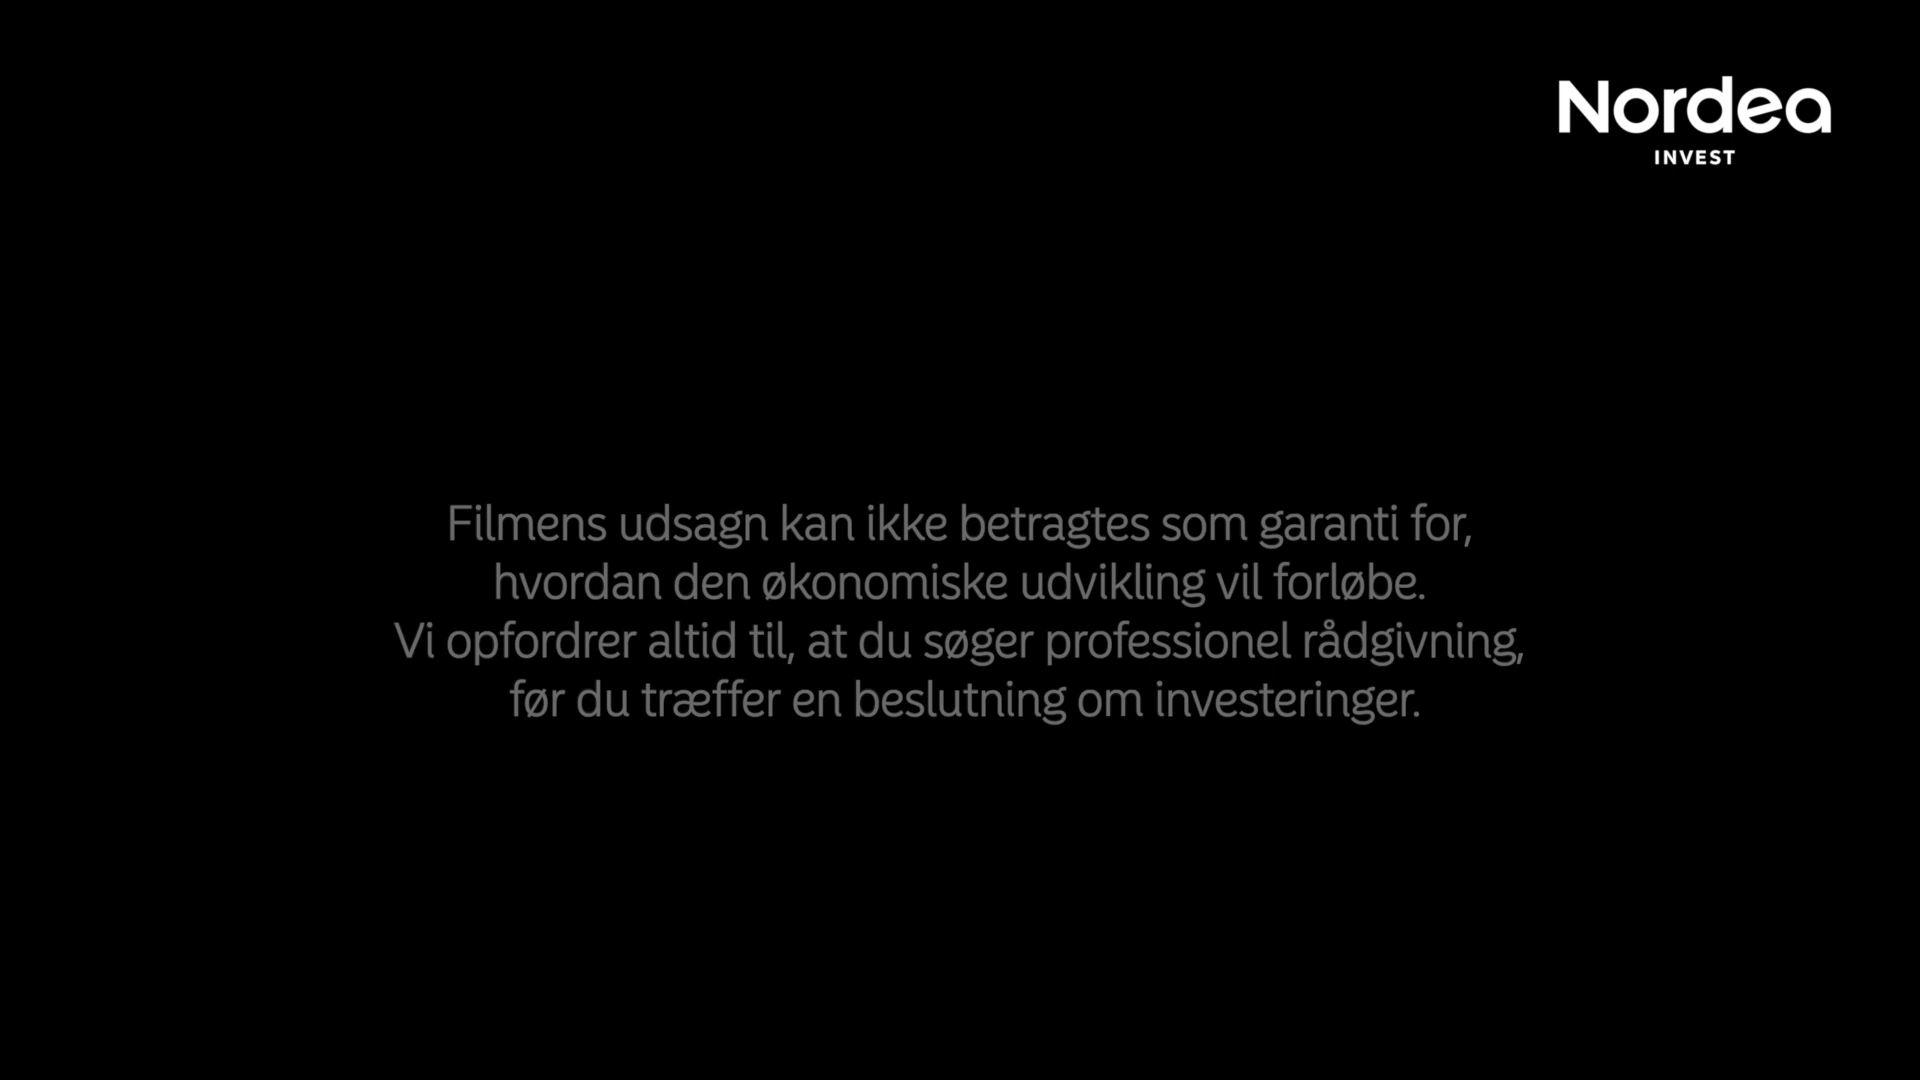 Nordea
INVEST
Filmens udsagn kan ikke betragtes som garanti for,
hvordan den økonomiske udvikling vil forløbe.
Vi opfordrer altid til, at du søger professionel rådgivning,
før du træffer en beslutning om investeringer.